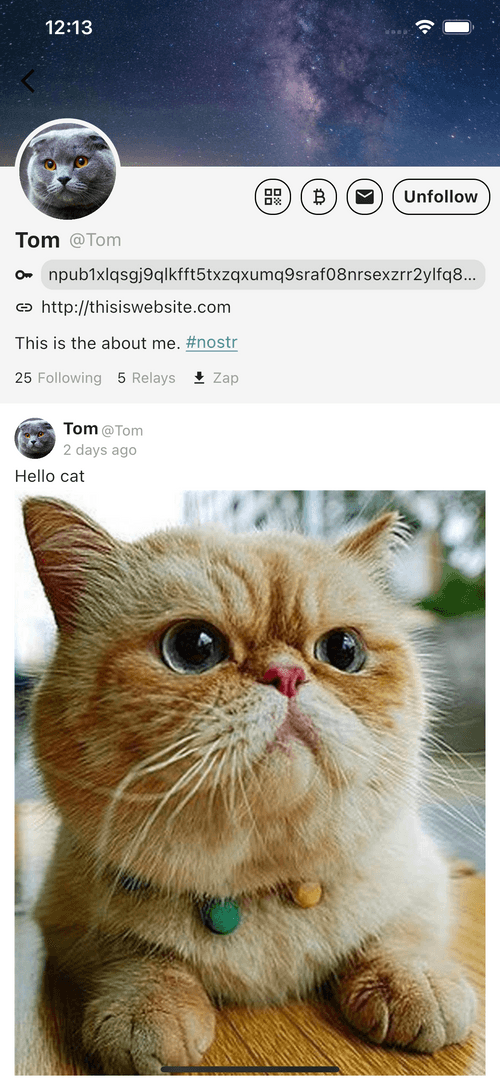 12:13
Unfollow
Tom @Tom
npub1xlqsgj9qlkfft5txzqxumq9sraf08nrsexzrr2ylfq8...
http://thisiswebsite.com
This is the about me. #nostr
25 Following 5 Relays Zap
Tom @Tom
2 days ago
Hello cat